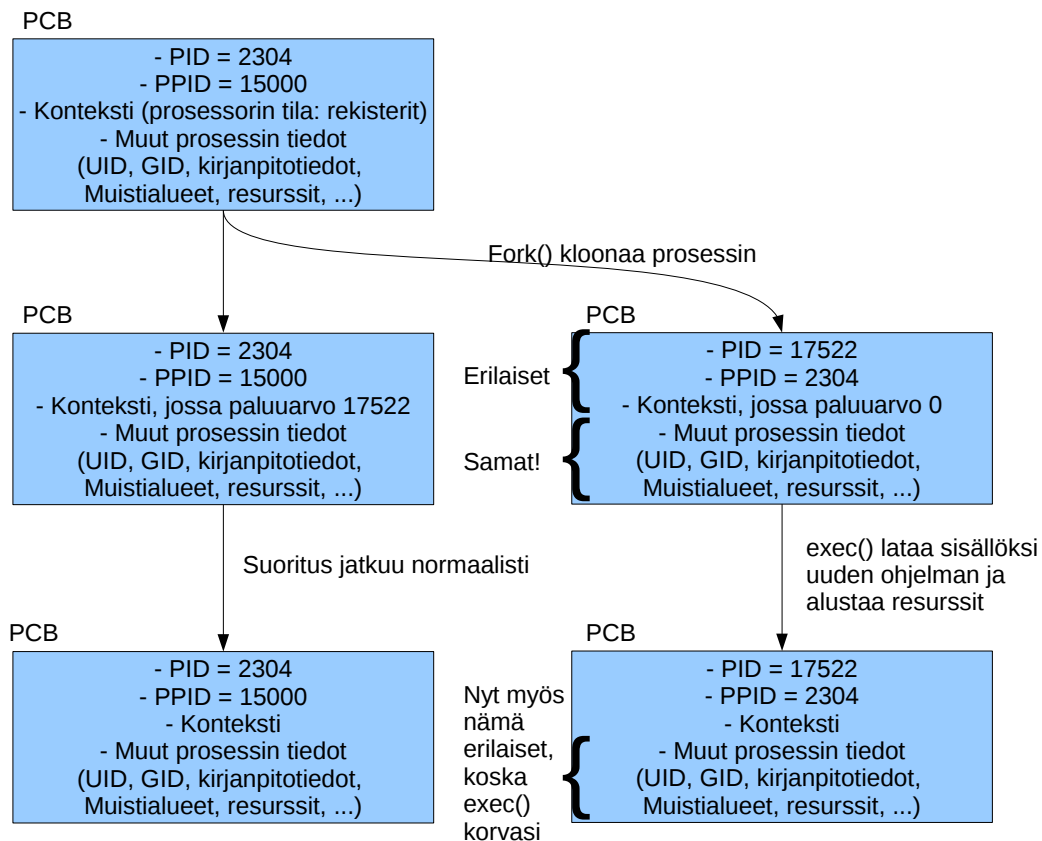 PCB
- PID = 2304
- PPID = 15000
- Konteksti (prosessorin tila: rekisterit)
- Muut prosessin tiedot
(UID, GID, kirjanpitotiedot,
Muistialueet, resurssit, ...)
Fork() kloonaa prosessin
PCB
- PID = 2304
- PPID = 15000
- Konteksti, jossa paluuarvo 17522
- Muut prosessin tiedot
(UID, GID, kirjanpitotiedot,
Muistialueet, resurssit, ...)
Erilaiset
Samat!
PCB
- PID = 17522
- PPID = 2304
- Konteksti, jossa paluuarvo 0
- Muut prosessin tiedot
(UID, GID, kirjanpitotiedot,
Muistialueet, resurssit, ...)
Suoritus jatkuu normaalisti
exec() lataa sisällöksi
uuden ohjelman ja
alustaa resurssit
PCB
- PID = 2304
- PPID = 15000
- Konteksti
- Muut prosessin tiedot
(UID, GID, kirjanpitotiedot,
Muistialueet, resurssit, ...)
Nyt myös
nämä
erilaiset,
koska
exec()
korvasi
PCB
- PID = 17522
- PPID = 2304
- Konteksti
- Muut prosessin tiedot
(UID, GID, kirjanpitotiedot,
Muistialueet, resurssit, ...)